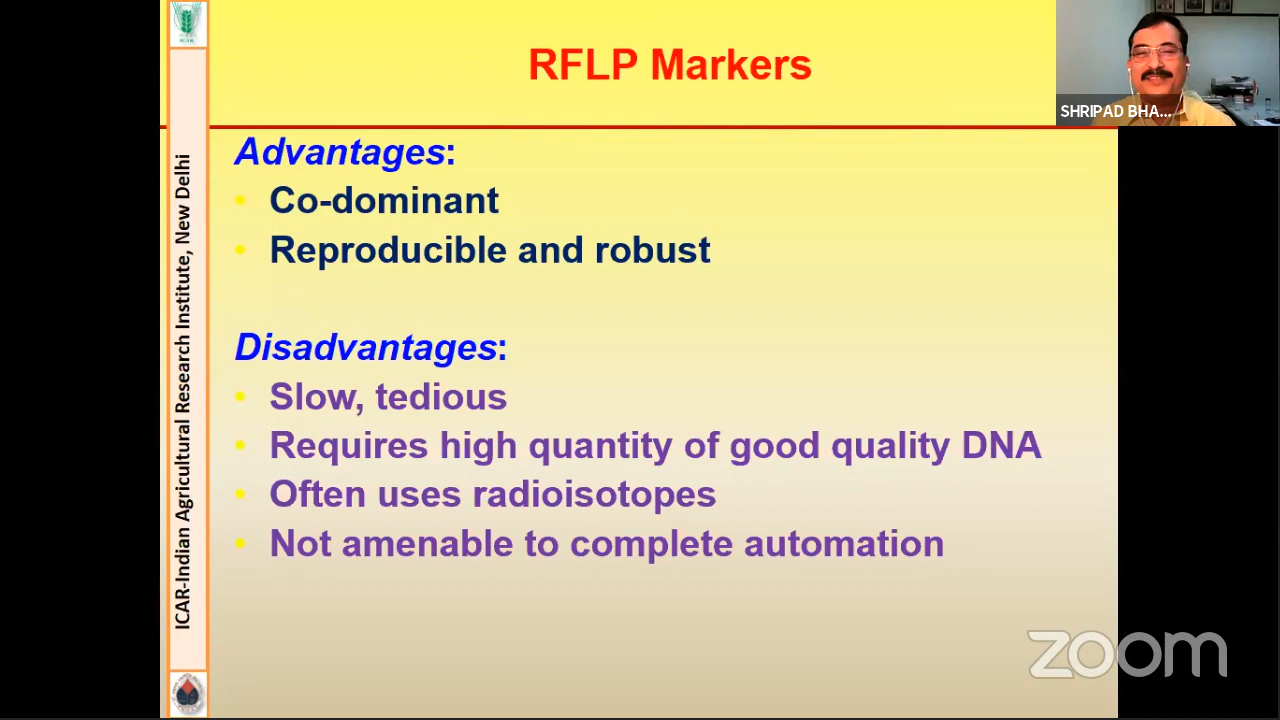 RFLP Markers
SHRIPAD BHA...
Advantages:
Co-dominant
Reproducible and robust
Disadvantages:
Slow, tedious
Requires high quantity of good quality DNA
Often uses radioisotopes
Not amenable to complete automation
ICAR-Indian Agricultural Research Institute, New Delhi
zoom